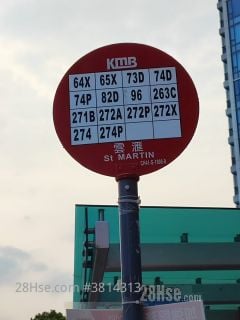 KMB
64X 65X 73D 74D
74P 82D 96 263C
271B 272A 272P 272X
274 274P
雲滙
St MARTIN
28Hse.com #3814313
28Hse.com